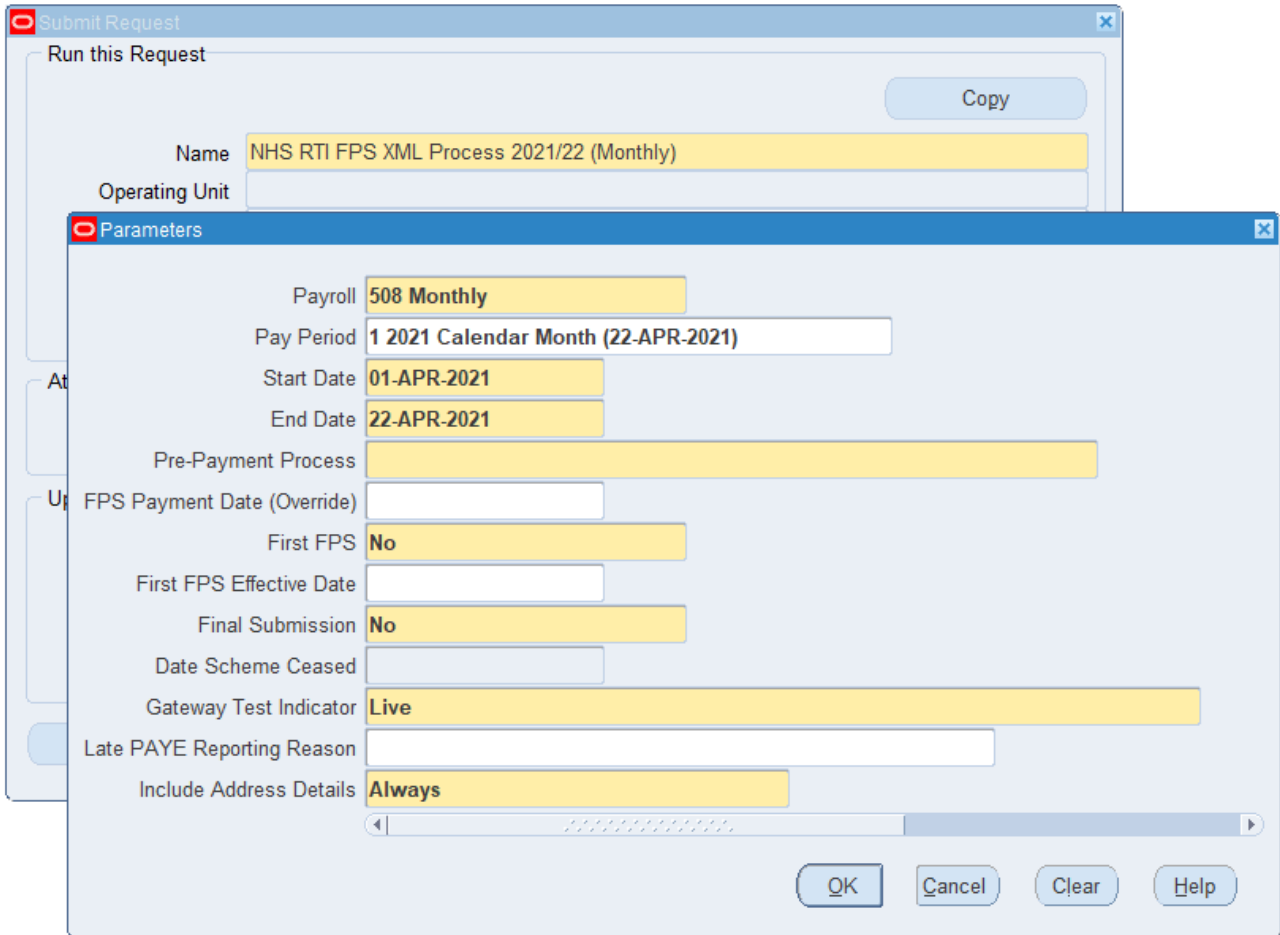 Submit Request
Run this Request
Copy
Name NHS RTI FPS XML Process 2021/22 (Monthly)
Operating Unit
Parameters
Payroll 508 Monthly
Pay Period 1 2021 Calendar Month (22-APR-2021)
At
Start Date 01-APR-2021
End Date 22-APR-2021
Pre-Payment Process
Up
FPS Payment Date (Override)
First FPS No
First FPS Effective Date
Final Submission No
Date Scheme Ceased
Gateway Test Indicator Live
Late PAYE Reporting Reason
Include Address Details Always
OK Cancel Clear Help